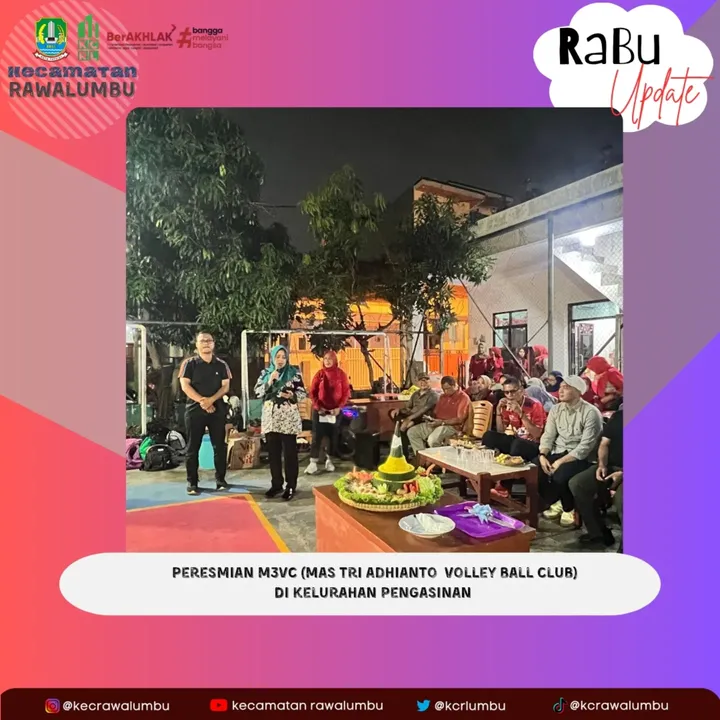 BerAKHLAK
#bangga
melayani
bangsa
Kecamatan
RAWALUMBU
RaBu
Update
PERESMIAN M3VC (MAS TRI ADHIANTO VOLLEY BALL CLUB)
DI KELURAHAN PENGASINAN
@kecrawalumbu
kecamatan rawalumbu
@kcrlumbu
@kcrawalumbu